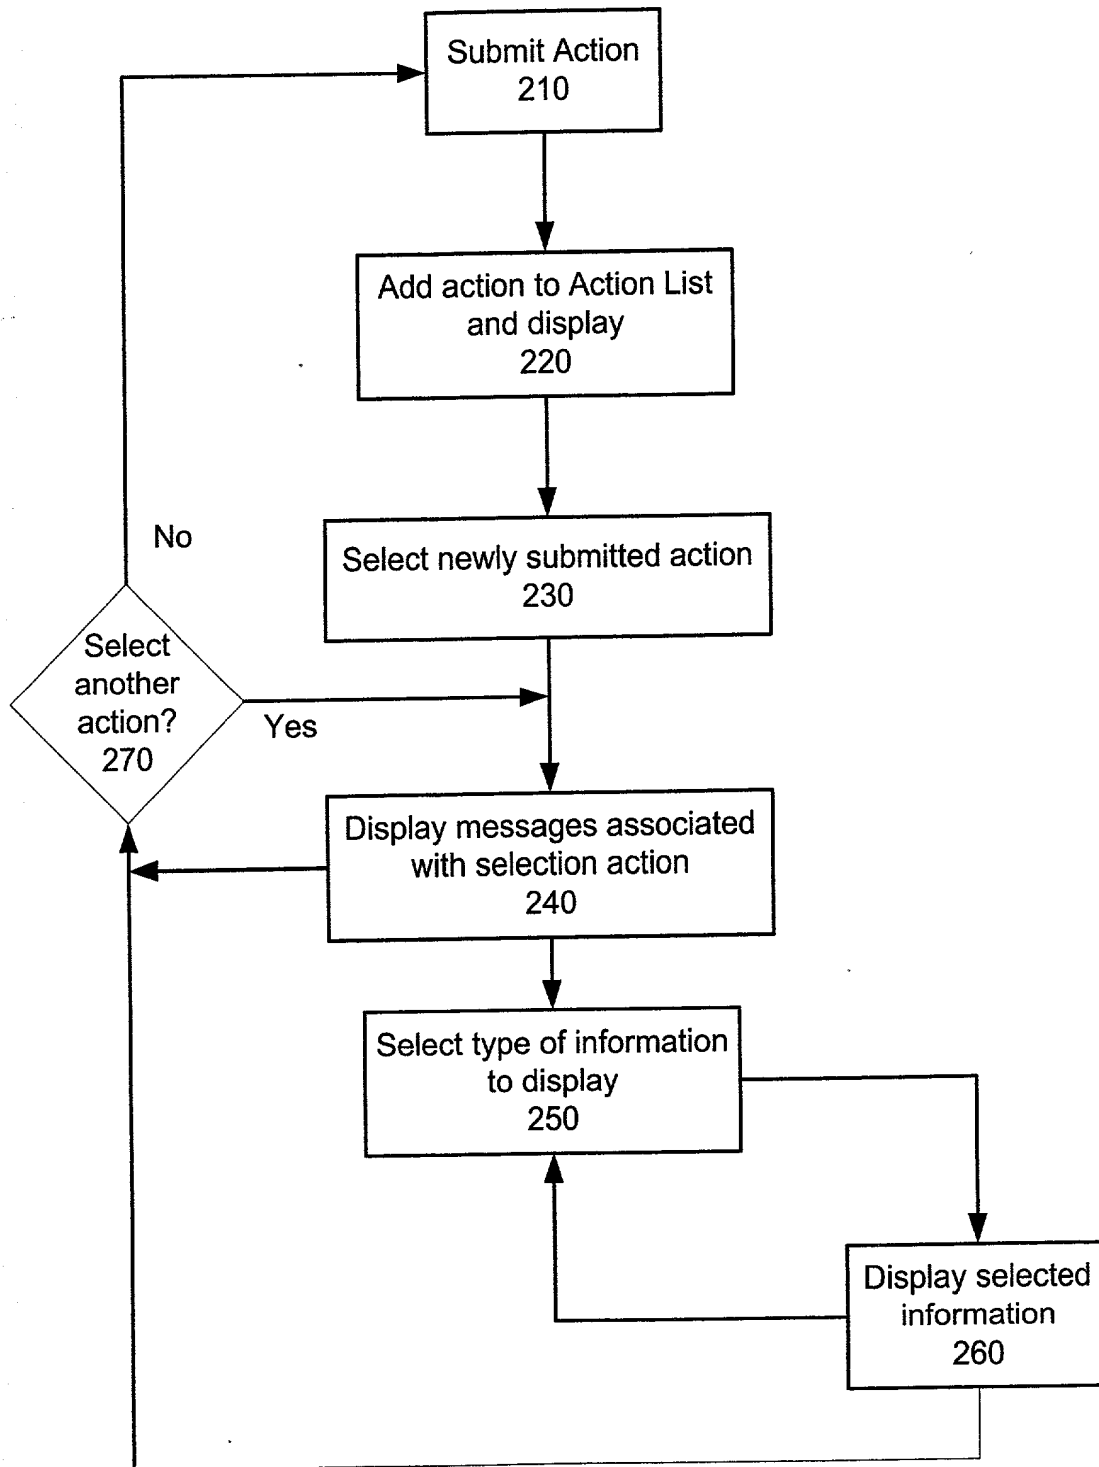 Submit Action
210
Add action to Action List
and display
220
No
Select newly submitted action
230
Select
another
action?
270
Yes
Display messages associated
with selection action
240
Select type of information
to display
250
Display selected
information
260